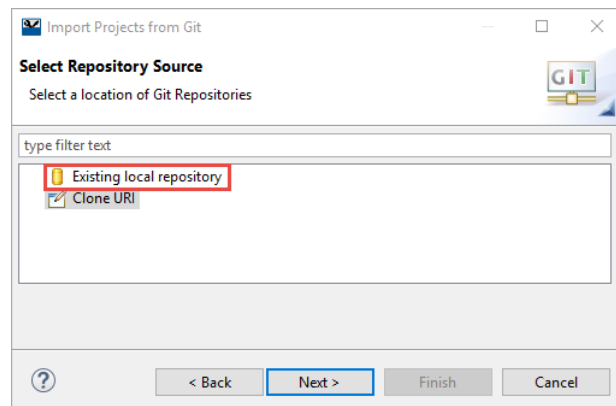 Import Projects from Git
Select Repository Source
Select a location of Git Repositories
GIT
type filter text
Existing local repository
Clone URI
? < Back Next > Finish Cancel